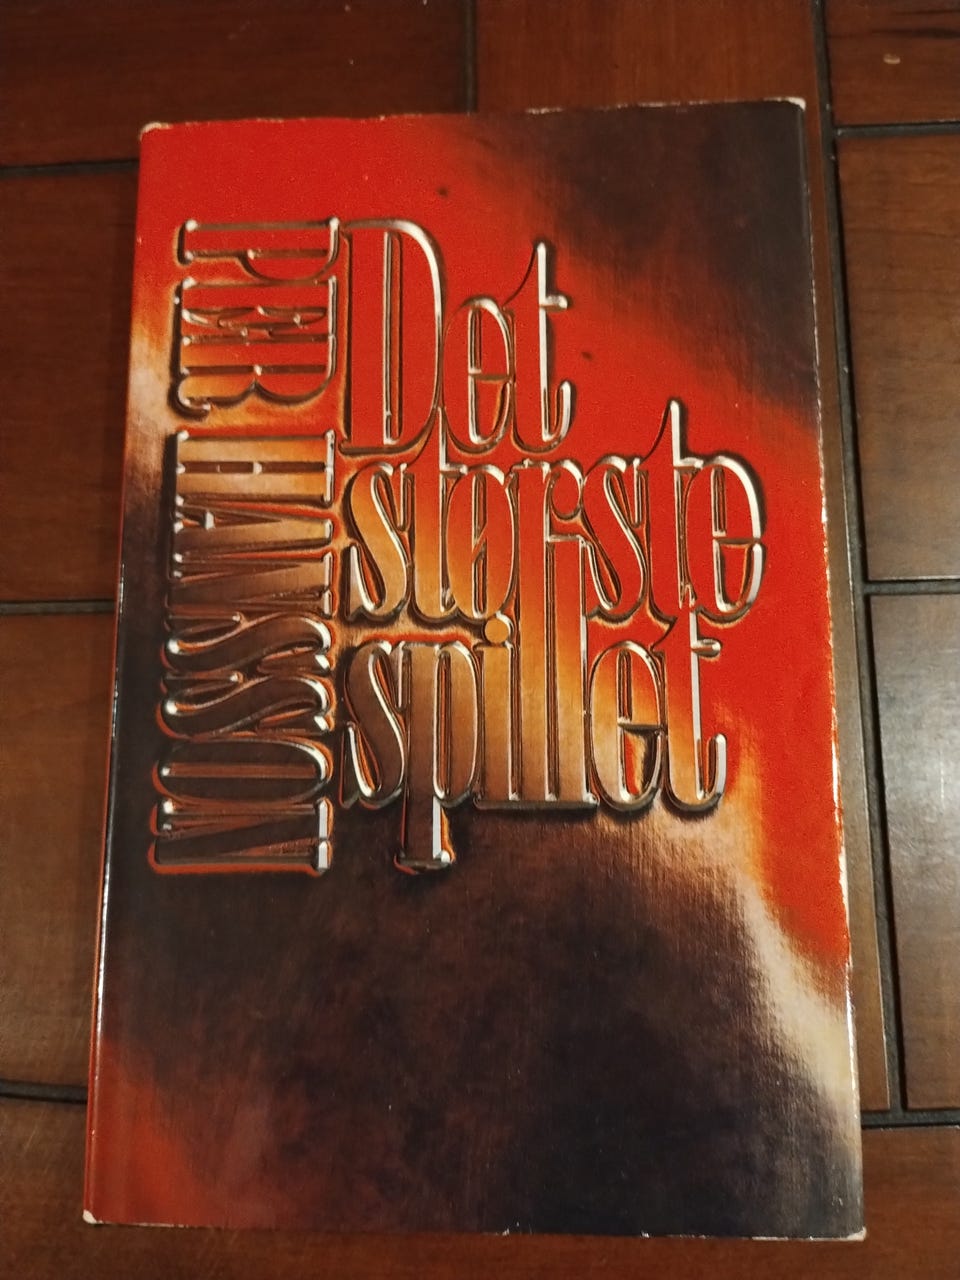 PER HANSSON
Det
største
spillet